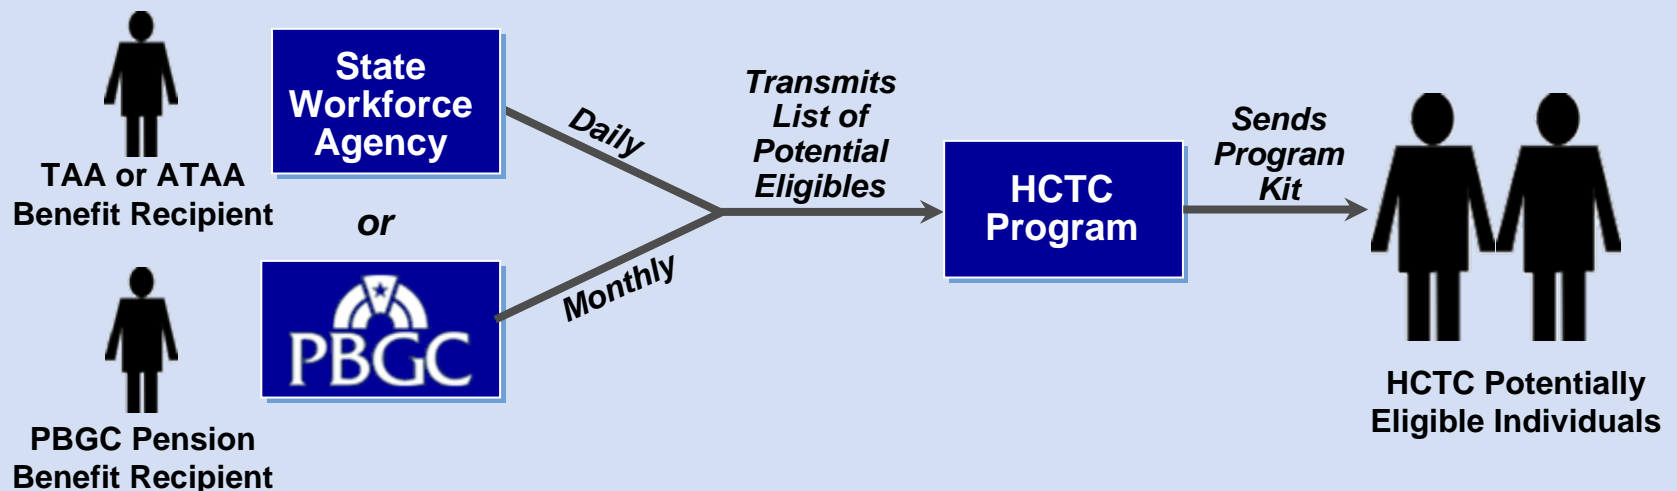 TAA or ATAA
Benefit Recipient
State
Workforce
Agency
or
PBGC
PBGC Pension
Benefit Recipient
Daily
Monthly
Transmits
List of
Potential
Eligibles
HCTC
Program
Sends
Program
Kit
HCTC Potentially
Eligible Individuals